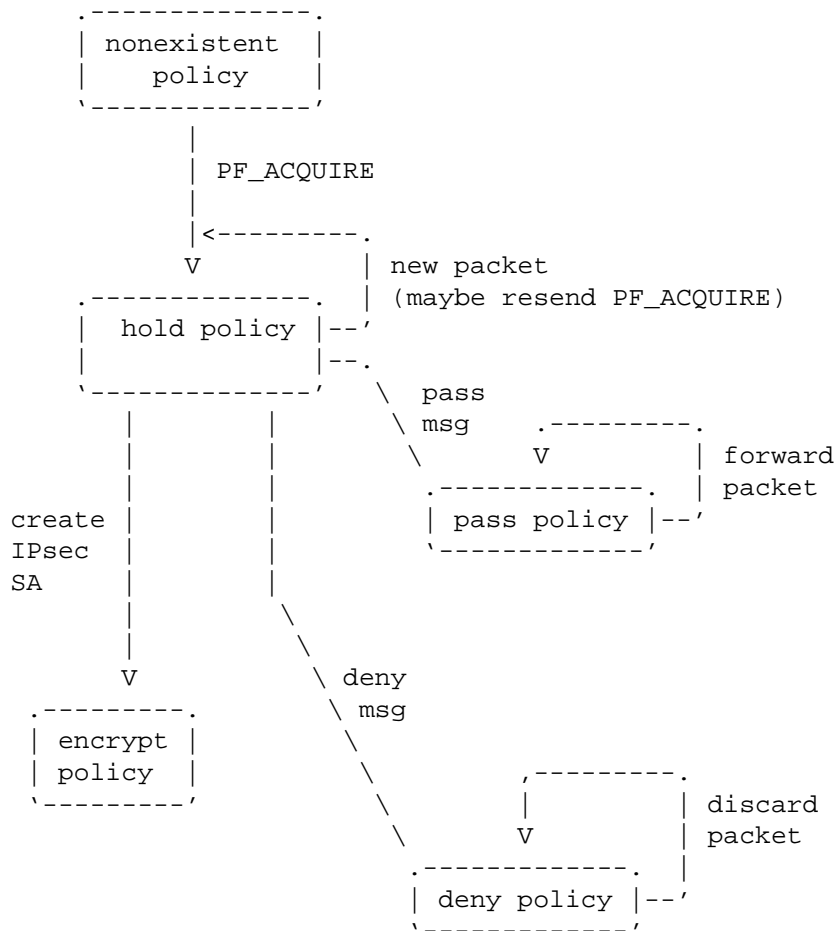 nonexistent
policy
PF_ACQUIRE
new packet
(maybe resend PF_ACQUIRE)
V
hold policy
pass
msg
V
forward
packet
create
IPsec
SA
pass policy
V
deny
msg
encrypt
policy
V
discard
packet
deny policy